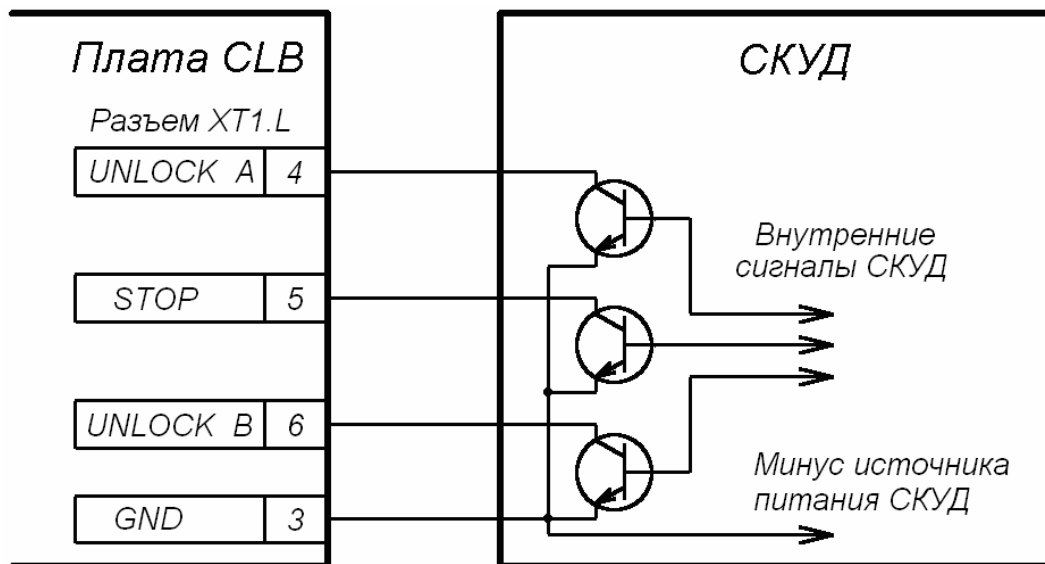 Плата CLB
СКУД
Разъем XT1.L
UNLOCK A 4
STOP 5
UNLOCK B 6
GND 3
Внутренние
сигналы СКУД
Минус источника
питания СКУД